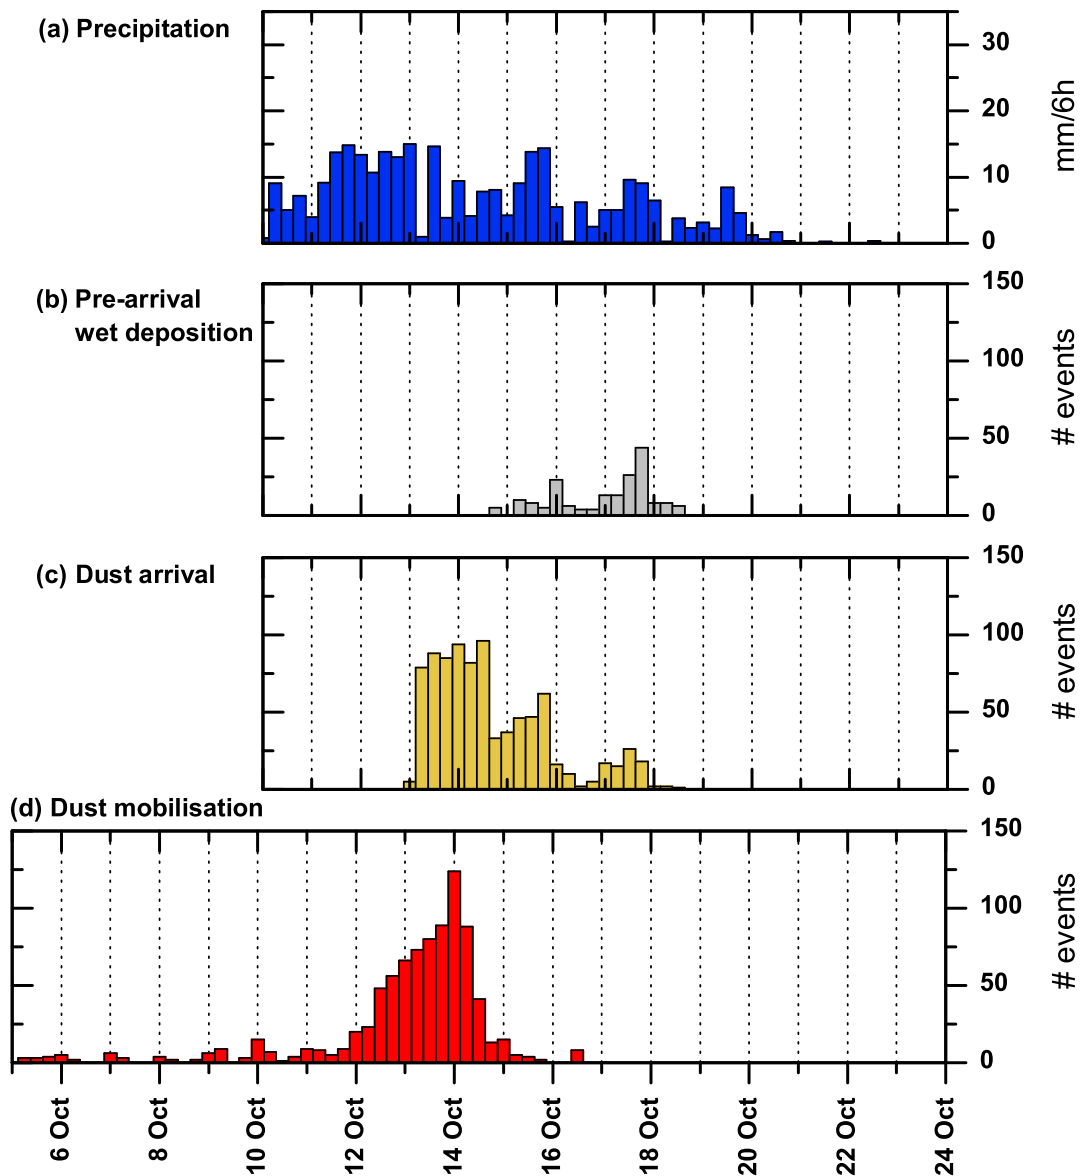 (a) Precipitation
30
20
10
0
mm/6h
(b) Pre-arrival
wet deposition
150
100
50
0
# events
(c) Dust arrival
150
100
50
0
# events
(d) Dust mobilisation
150
100
50
0
# events
6 Oct
8 Oct
10 Oct
12 Oct
14 Oct
16 Oct
18 Oct
20 Oct
22 Oct
24 Oct